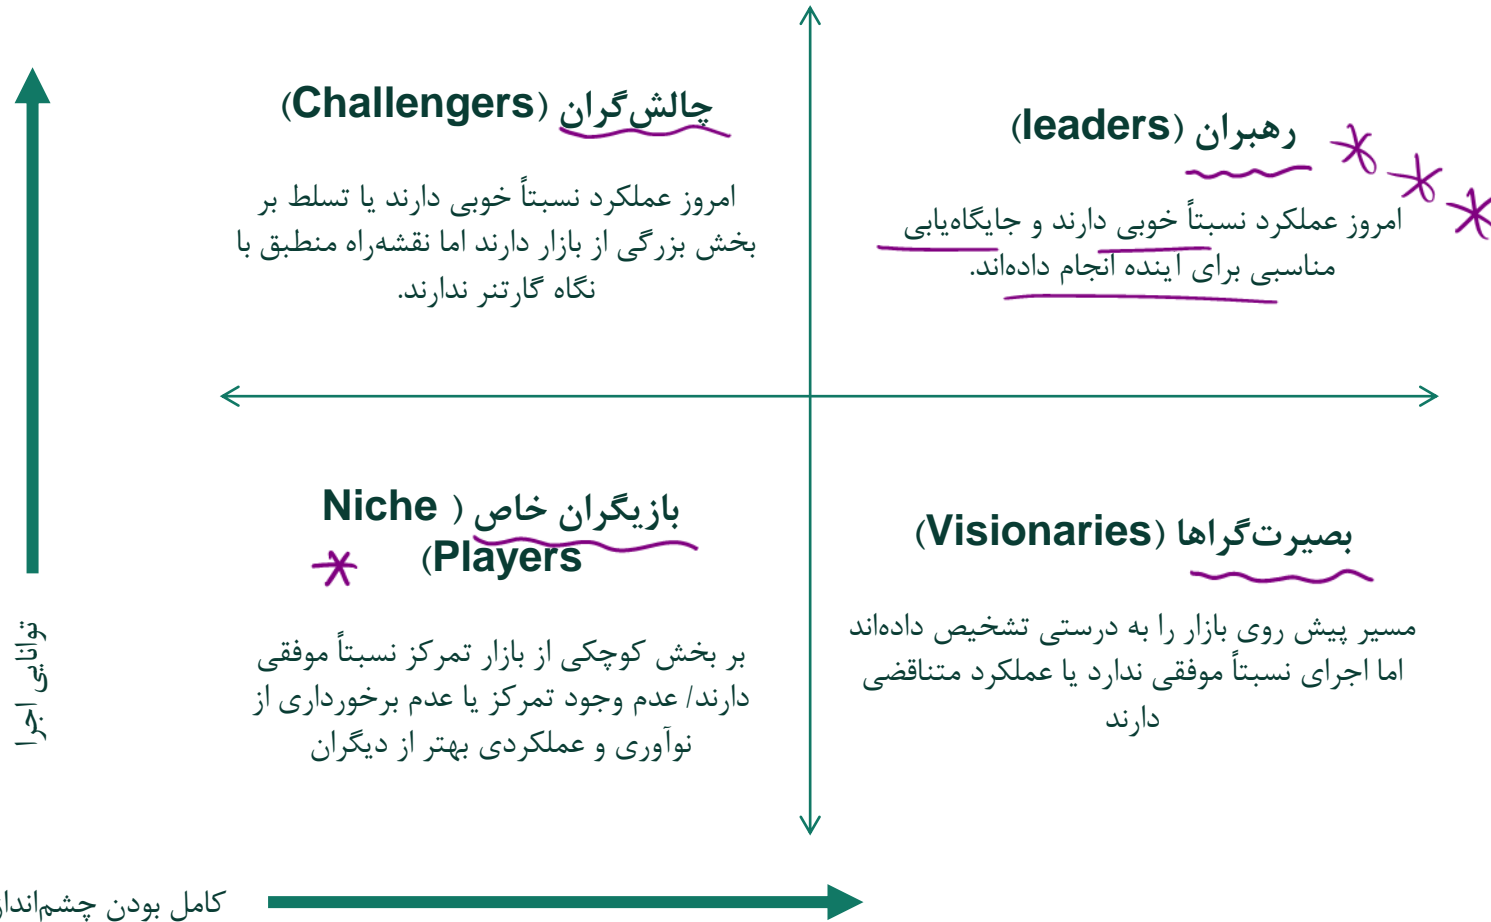 چالش‌گران (Challengers)
امروز عملکرد نسبتاً خوبی دارند یا تسلط بر
بخش بزرگی از بازار دارند اما نقشه‌راه منطبق با
نگاه گارتنر ندارند.
رهبران (leaders)
امروز عملکرد نسبتاً خوبی دارند و جایگاه‌یابی
مناسبی برای آینده انجام داده‌اند.
بازیگران خاص (Niche
Players)
بر بخش کوچکی از بازار تمرکز نسبتاً موفقی
دارند/ عدم وجود تمرکز یا عدم برخورداری از
نوآوری و عملکردی بهتر از دیگران
بصیرت‌گراها (Visionaries)
مسیر پیش روی بازار را به درستی تشخیص داده‌اند
اما اجرای نسبتاً موفقی ندارد یا عملکرد متناقضی
دارند
توانایی اجرا
کامل بودن چشم‌انداز